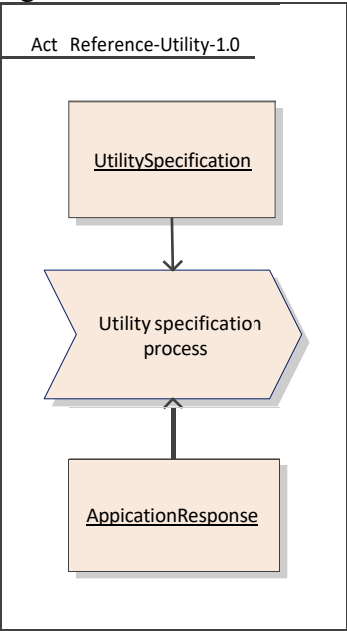 Act Reference-Utility-1.0
UtilitySpecification
Utility specification
process
AppicationResponse